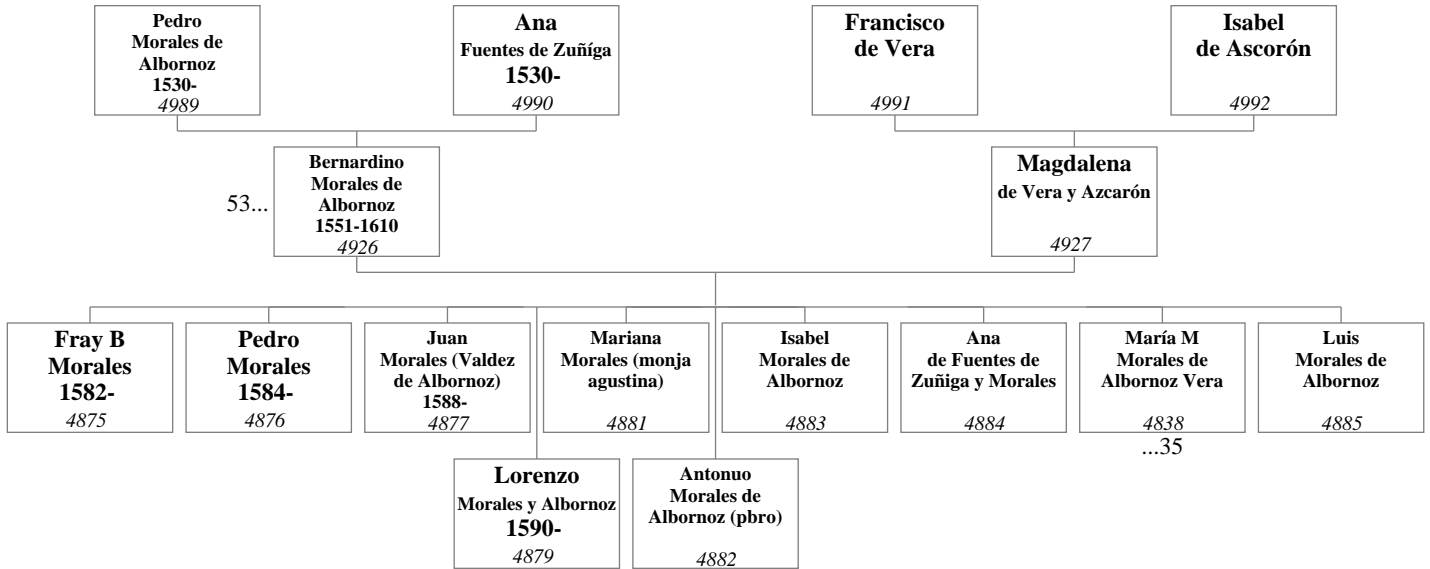 Pedro
Morales de
Albornoz
1530-
4989
Ana
Fuentes de Zuñíga
1530-
4990
Francisco
de Vera
4991
Isabel
de Ascorón
4992
53...
Bernardino
Morales de
Albornoz
1551-1610
4926
Magdalena
de Vera y Azcarón
4927
Fray B
Morales
1582-
4875
Pedro
Morales
1584-
4876
Juan
Morales (Valdez
de Albornoz)
1588-
4877
Mariana
Morales (monja
agustina)
4881
Isabel
Morales de
Albornoz
4883
Ana
de Fuentes de
Zuñiga y Morales
4884
María M
Morales de
Albornoz Vera
4838
...35
Luis
Morales de
Albornoz
4885
Lorenzo
Morales y Albornoz
1590-
4879
Antonuo
Morales de
Albornoz (pbro)
4882